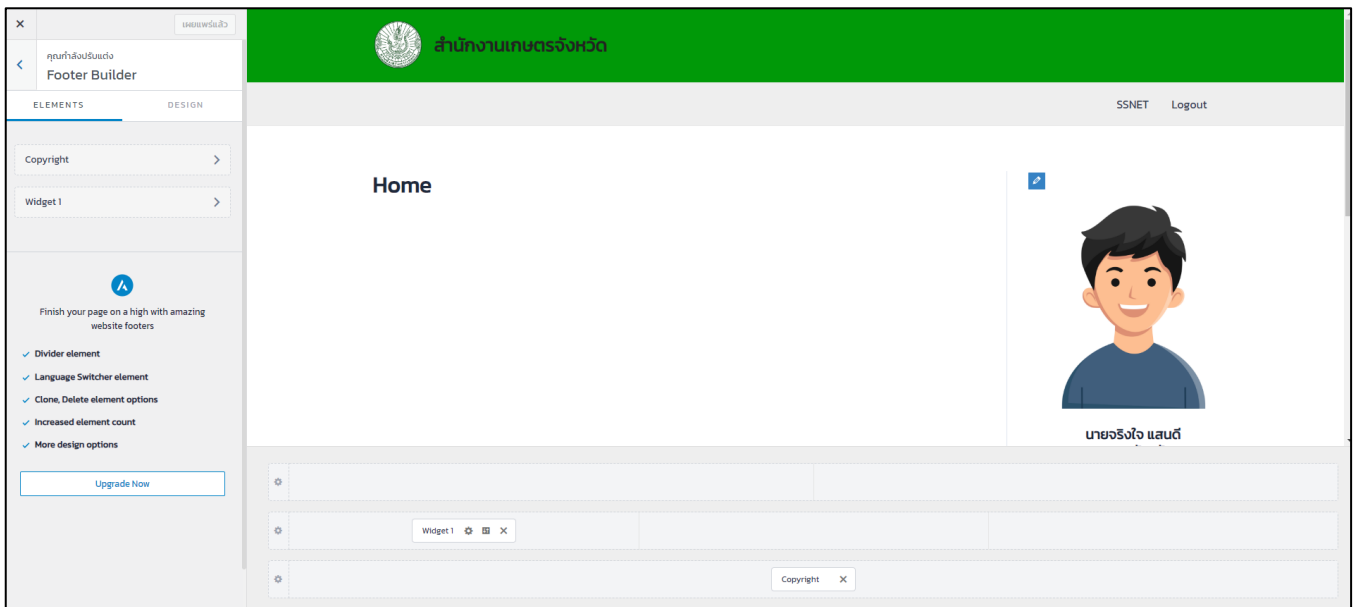 เผยแพร่แล้ว
คุณกำลังปรับแต่ง
Footer Builder
ELEMENTS
DESIGN
Copyright
Widget 1
Finish your page on a high with amazing
website footers
Divider element
Language Switcher element
Clone, Delete element options
Increased element count
More design options
Upgrade Now
สำนักงานเกษตรจังหวัด
SSNET Logout
Home
นายจริงใจ แสนดี
Widget 1
Copyright